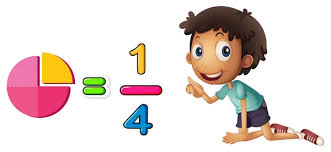 = 1/4